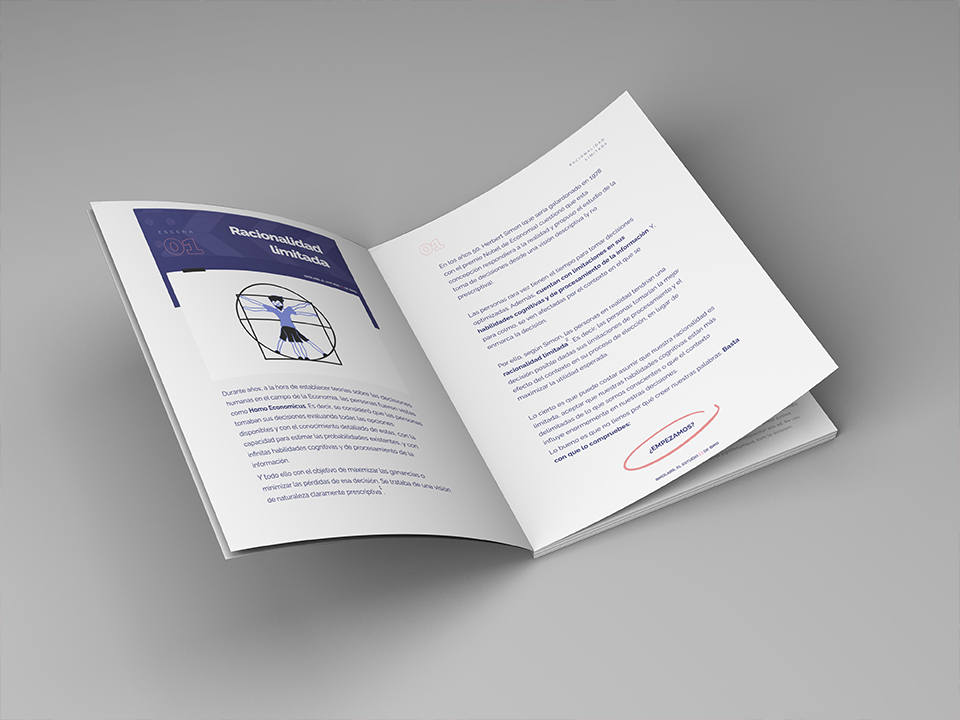 ESCENA
01
Racionalidad
limitada
Durante años, a la hora de establecer teorías sobre las decisiones
humanas en el campo de la Economía, las personas fueron vistas
como Homo Economicus. Es decir, se consideró que las personas
tomaban sus decisiones evaluando todas las opciones
disponibles y con el conocimiento detallado de estas, con la
capacidad para estimar las probabilidades existentes, y con
infinitas habilidades cognitivas y de procesamiento de la
información.
Y todo ello con el objetivo de maximizar las ganancias o
minimizar las pérdidas de esa decisión. Se trataba de una visión
de naturaleza claramente prescriptiva¹.
RACIONALIDAD
LIMITADA
01
En los años 50, Herbert Simon (que sería galardonado en 1978
con el premio Nobel de Economía) cuestionó que esta
concepción respondiera a la realidad y propuso el estudio de la
toma de decisiones desde una visión descriptiva (y no
prescriptiva).
Las personas rara vez tienen el tiempo para tomar decisiones
optimizadas. Además, cuentan con limitaciones en sus
habilidades cognitivas y de procesamiento de la información. Y,
para colmo, se ven afectadas por el contexto en el que se
enmarca la decisión.
Por ello, según Simon, las personas en realidad tendrían una
racionalidad limitada². Es decir, las personas tomarían la mejor
decisión posible dadas sus limitaciones de procesamiento y el
efecto del contexto en su proceso de elección, en lugar de
maximizar la utilidad esperada.
Lo cierto es que puede costar asumir que nuestra racionalidad es
limitada, aceptar que nuestras habilidades cognitivas están más
delimitadas de lo que somos conscientes o que el contexto
influye enormemente en nuestras decisiones.
Lo bueno es que no tienes por qué creer nuestras palabras. Basta
con que lo compruebes:
¿EMPEZAMOS?
BIKOLABS, EL ESTUDIO DE BIKO